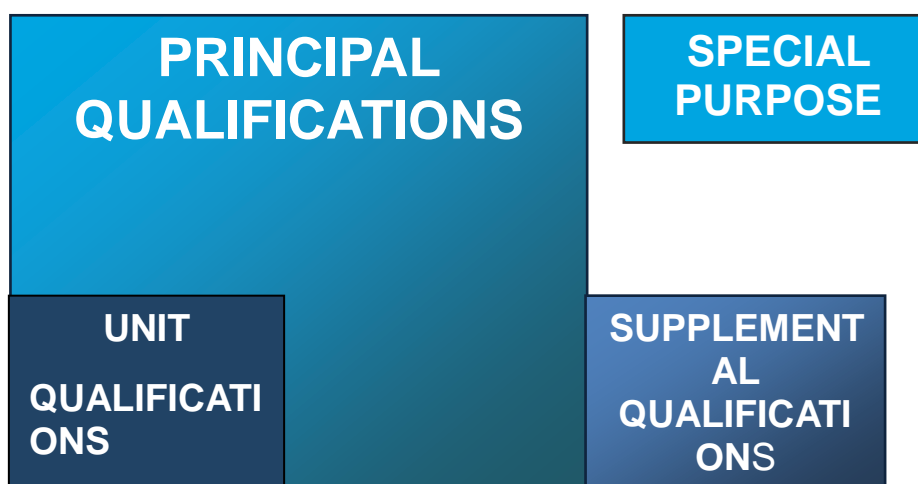 PRINCIPAL
QUALIFICATIONS
SPECIAL
PURPOSE
UNIT
QUALIFICATI
ONS
SUPPLEMENT
AL
QUALIFICATI
ONS